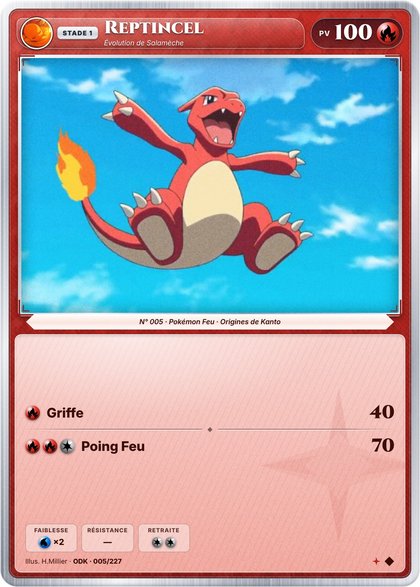 STADE 1
REPTINCEL
Évolution de Salamèche
PV 100
N° 005 · Pokémon Feu · Origines de Kanto
Griffe 40
Poing Feu 70
FAIBLESSE
×2
RÉSISTANCE
—
RETRAITE
Illus. H.Millier · ODK · 005/227